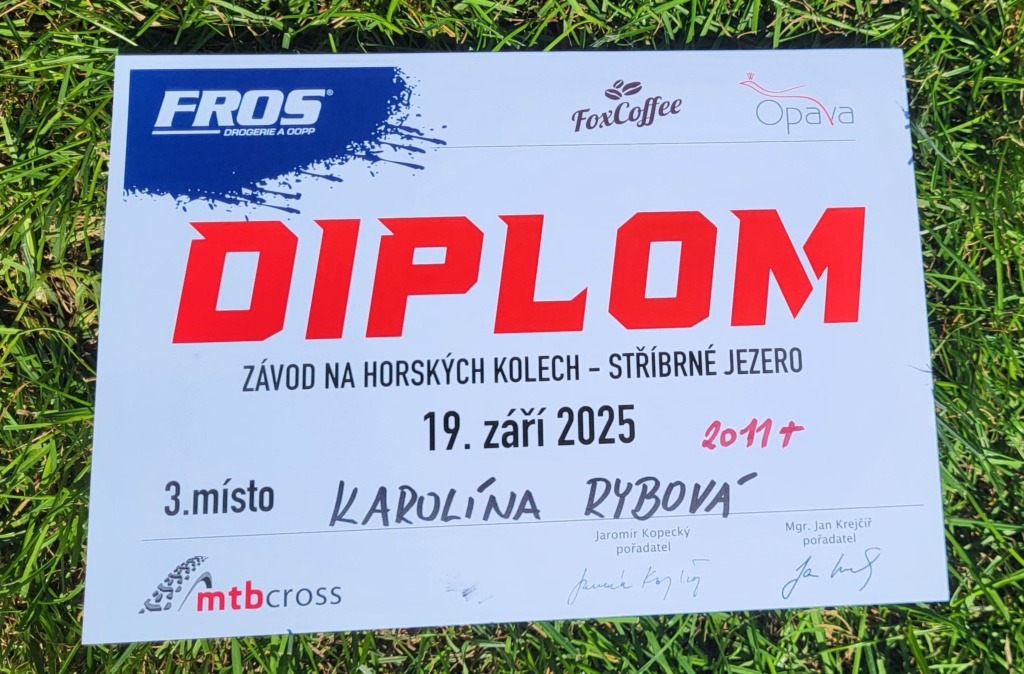 FROS®
DROGERIE A OOPP
FoxCoffee
Opava
DIPLOM
ZÁVOD NA HORSKÝCH KOLECH - STŘÍBRNÉ JEZERO
19. září 2025
2011+
3.místo KAROLÍNA RYBOVÁ
Jaromír Kopecký
pořadatel
Mgr. Jan Krejčíř
pořadatel
mtbcross